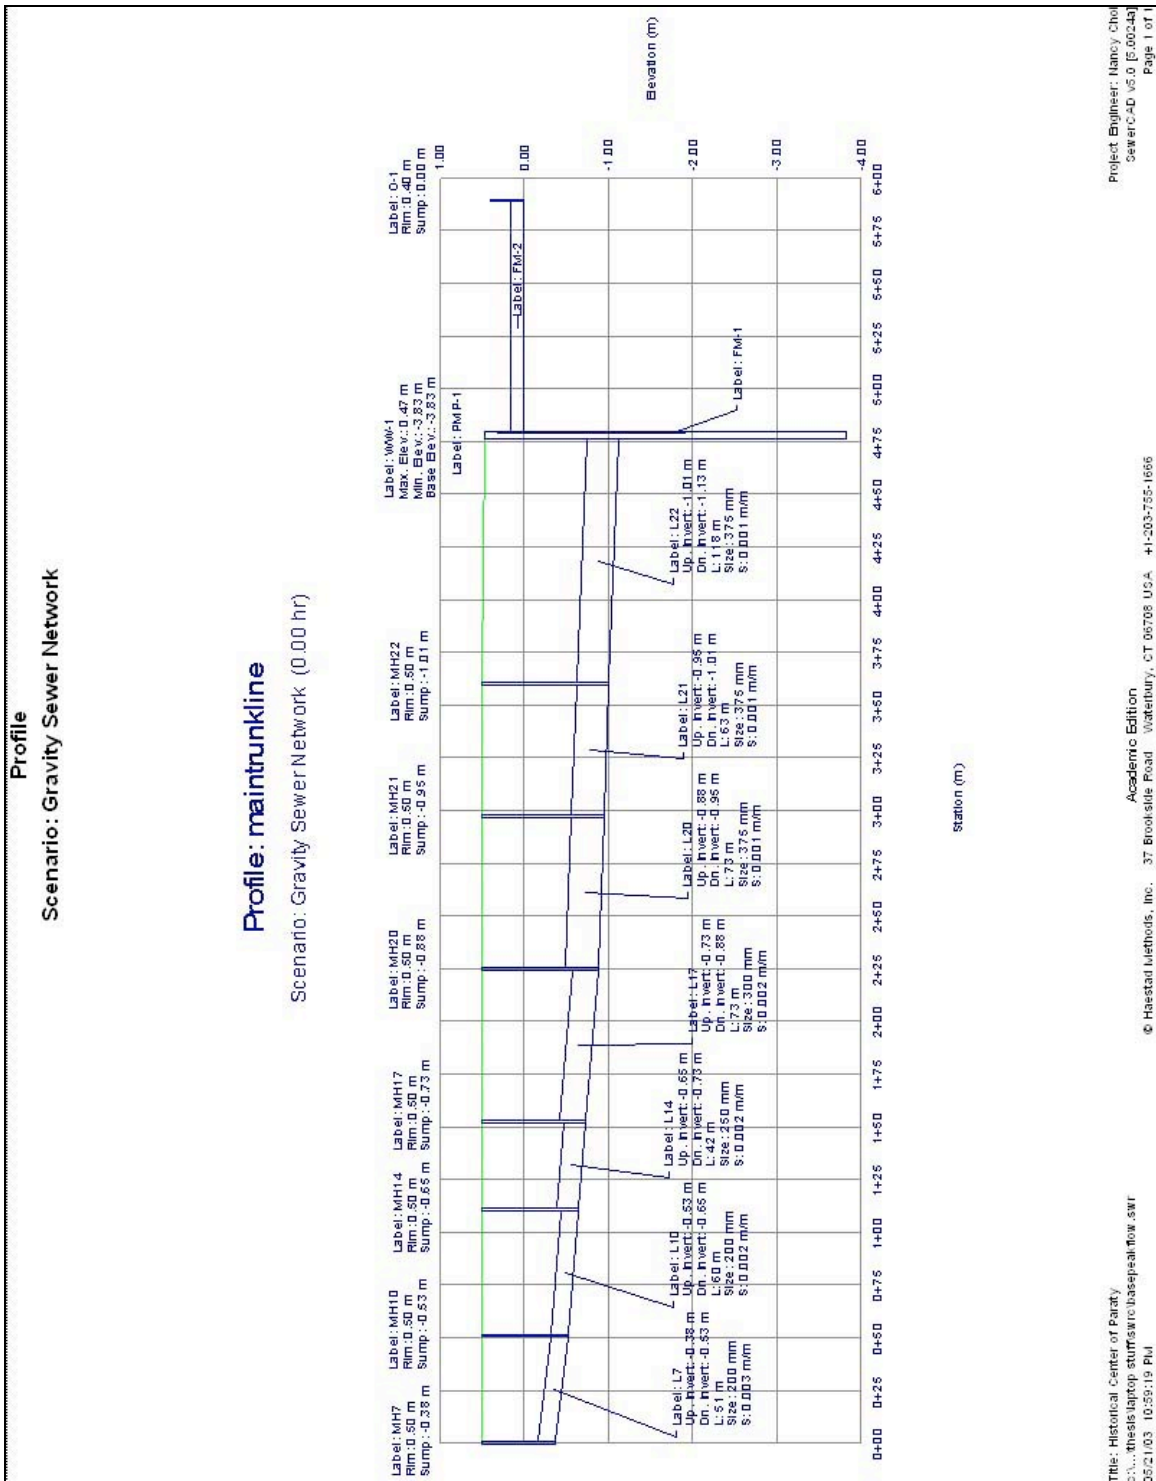 Profile
Scenario: Gravity Sewer Network
Profile: maintrunkline
Scenario: Gravity Sewer Network (0.00 hr)
Label: MH7
Rim: 0.50 m
Sump: -0.38 m
Label: MH10
Rim: 0.50 m
Sump: -0.53 m
Label: MH14
Rim: 0.50 m
Sump: -0.65 m
Label: MH17
Rim: 0.50 m
Sump: -0.73 m
Label: MH20
Rim: 0.50 m
Sump: -0.88 m
Label: MH21
Rim: 0.50 m
Sump: -0.95 m
Label: MH22
Rim: 0.50 m
Sump: -1.01 m
Label: WW-1
Max. Elev.: 0.47 m
Min. Elev.: -3.83 m
Base Elev.: -3.83 m
Label: PMP-1
Label: O-1
Rim: 0.40 m
Sump: 0.00 m
1.00
0.00
-1.00
-2.00
-3.00
-4.00
Elevation (m)
Label: FM-2
Label: FM-1
Label: L7
Up. Invert: -0.38 m
Dn. Invert: -0.53 m
L: 51 m
Size: 200 mm
S: 0.003 m/m
Label: L10
Up. Invert: -0.53 m
Dn. Invert: -0.65 m
L: 60 m
Size: 200 mm
S: 0.002 m/m
Label: L14
Up. Invert: -0.65 m
Dn. Invert: -0.73 m
L: 42 m
Size: 250 mm
S: 0.002 m/m
Label: L17
Up. Invert: -0.73 m
Dn. Invert: -0.88 m
L: 73 m
Size: 300 mm
S: 0.002 m/m
Label: L20
Up. Invert: -0.88 m
Dn. Invert: -0.95 m
L: 73 m
Size: 375 mm
S: 0.001 m/m
Label: L21
Up. Invert: -0.95 m
Dn. Invert: -1.01 m
L: 63 m
Size: 375 mm
S: 0.001 m/m
Label: L22
Up. Invert: -1.01 m
Dn. Invert: -1.13 m
L: 118 m
Size: 375 mm
S: 0.001 m/m
0+00 0+25 0+50 0+75 1+00 1+25 1+50 1+75 2+00 2+25 2+50 2+75 3+00 3+25 3+50 3+75 4+00 4+25 4+50 4+75 5+00 5+25 5+50 5+75 6+00
Station (m)
Title: Historical Center of Paraty
c:\...\thesis\laptop stuff\swrc\basepeakflow.swr
05/21/03 10:59:19 PM
Academic Edition
© Haestad Methods, Inc. 37 Brookside Road Waterbury, CT 06708 USA +1-203-755-1666
Project Engineer: Nancy Choi
SewerCAD v5.0 [5.0024a]
Page 1 of 1